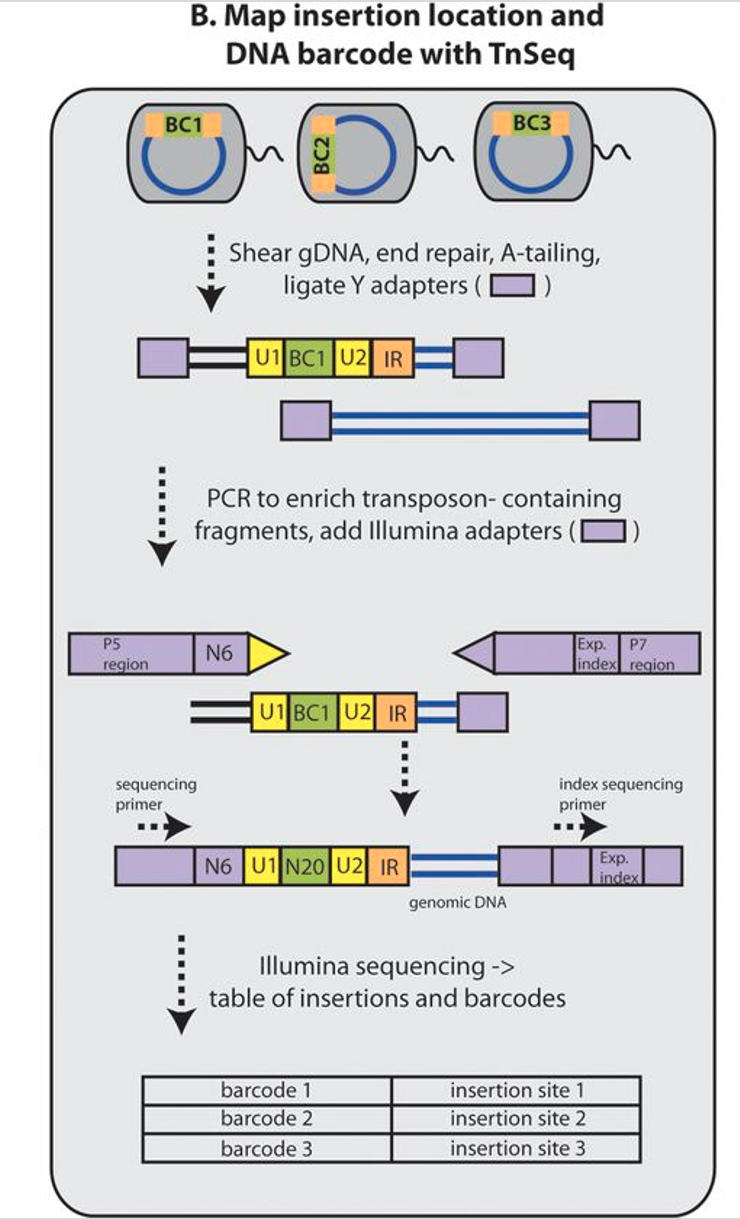 B. Map insertion location and
DNA barcode with TnSeq
BC1
BC2
BC3
Shear gDNA, end repair, A-tailing,
ligate Y adapters ( )
U1 BC1 U2 IR
PCR to enrich transposon- containing
fragments, add Illumina adapters ( )
P5
region
N6
Exp.
index
P7
region
U1 BC1 U2 IR
sequencing
primer
index sequencing
primer
N6 U1 N20 U2 IR
Exp.
index
genomic DNA
Illumina sequencing ->
table of insertions and barcodes
barcode 1 insertion site 1
barcode 2 insertion site 2
barcode 3 insertion site 3